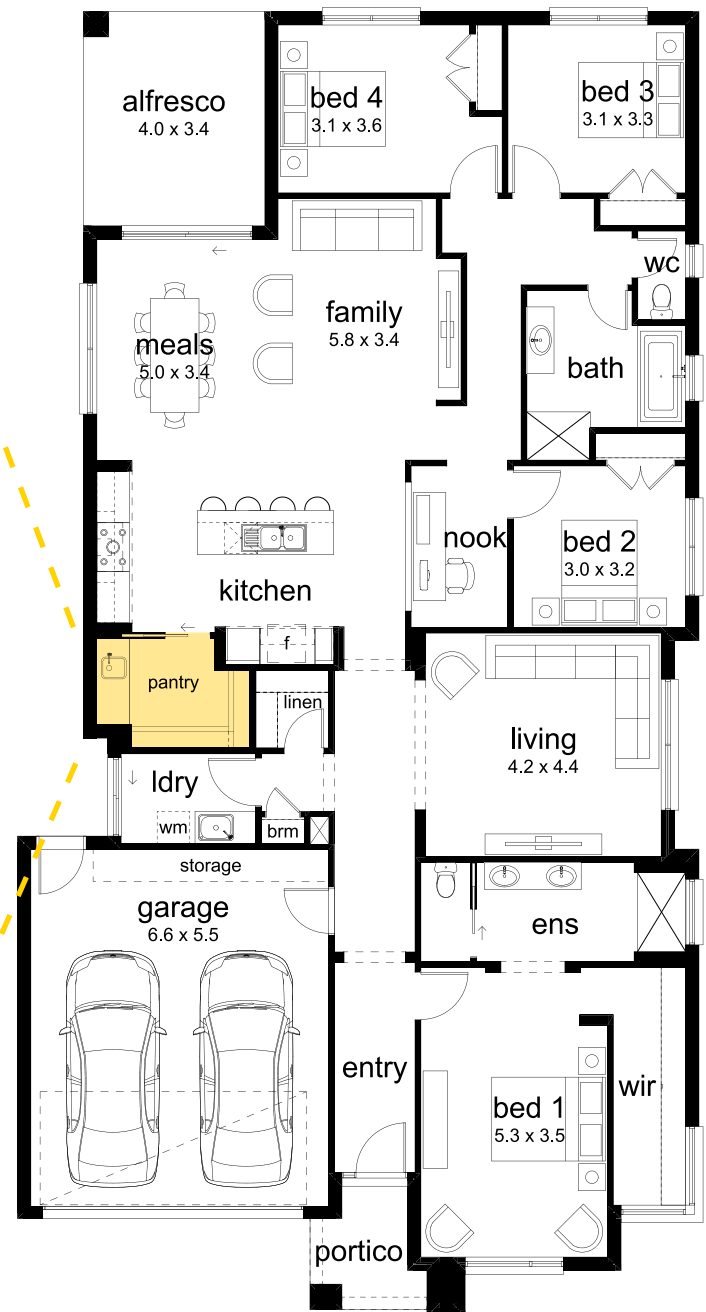 alfresco
4.0 x 3.4
bed 4
3.1 x 3.6
bed 3
3.1 x 3.3
wc
family
5.8 x 3.4
meals
5.0 x 3.4
bath
nook
bed 2
3.0 x 3.2
kitchen
f
pantry
linen
living
4.2 x 4.4
ldry
wm
brm
storage
garage
6.6 x 5.5
ens
entry
bed 1
5.3 x 3.5
wir
portico